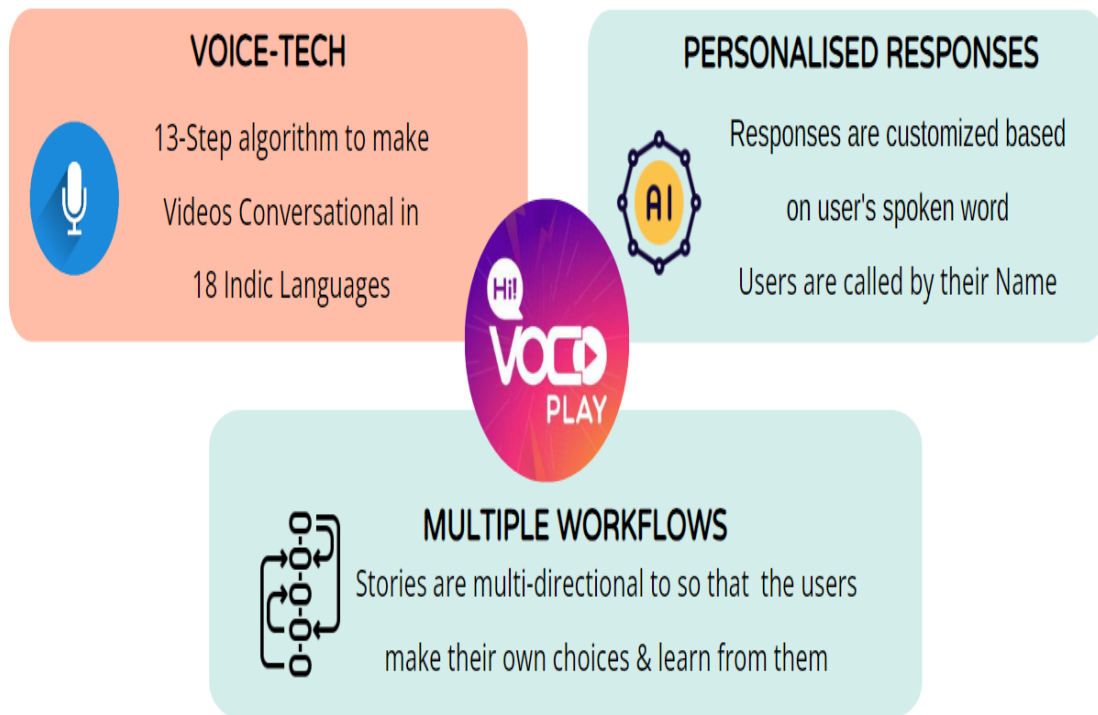 VOICE-TECH
13-Step algorithm to make
Videos Conversational in
18 Indic Languages
PERSONALISED RESPONSES
AI
Responses are customized based
on user's spoken word
Users are called by their Name
Hi!
VOCO
PLAY
MULTIPLE WORKFLOWS
Stories are multi-directional to so that the users
make their own choices & learn from them